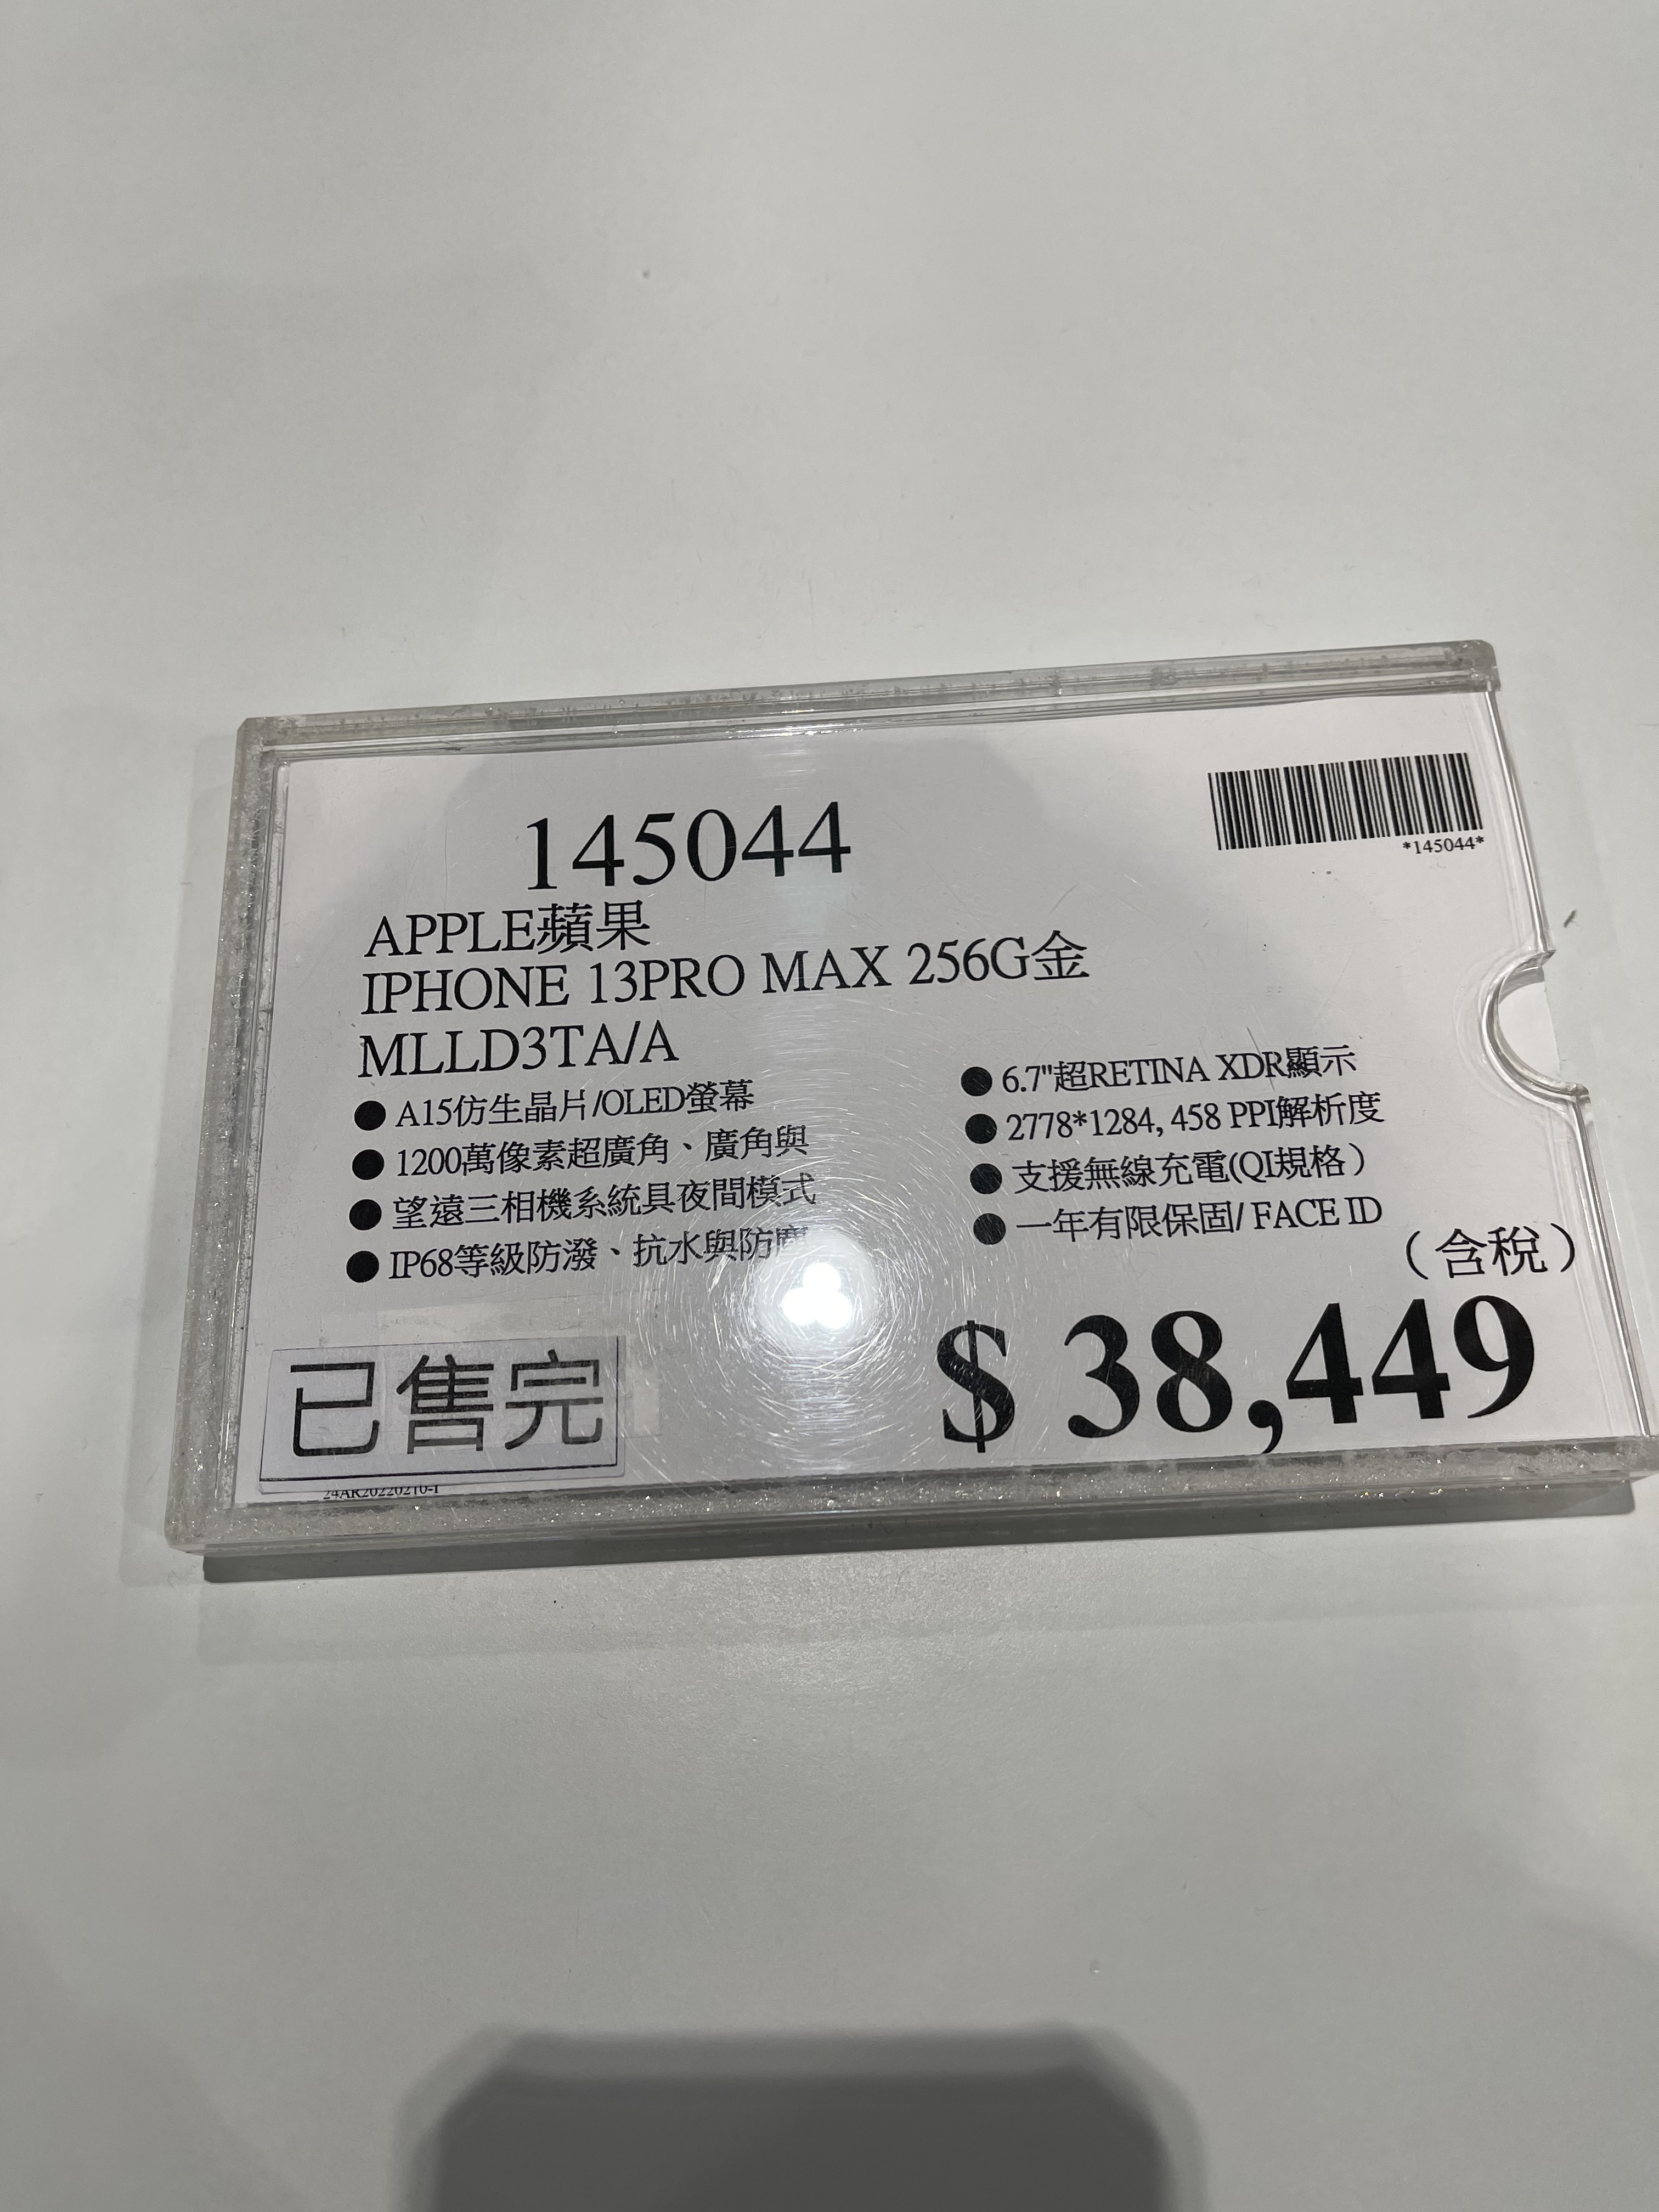 145044
*145044*
APPLE蘋果
IPHONE 13PRO MAX 256G金
MLLD3TA/A
● A15仿生晶片/OLED螢幕
● 1200萬像素超廣角、廣角與
● 望遠三相機系統具夜間模式
● IP68等級防潑、抗水與防塵
● 6.7"超RETINA XDR顯示
● 2778*1284, 458 PPI解析度
● 支援無線充電(QI規格）
● 一年有限保固/ FACE ID
（含稅）
$ 38,449
已售完
24AR20220210-1